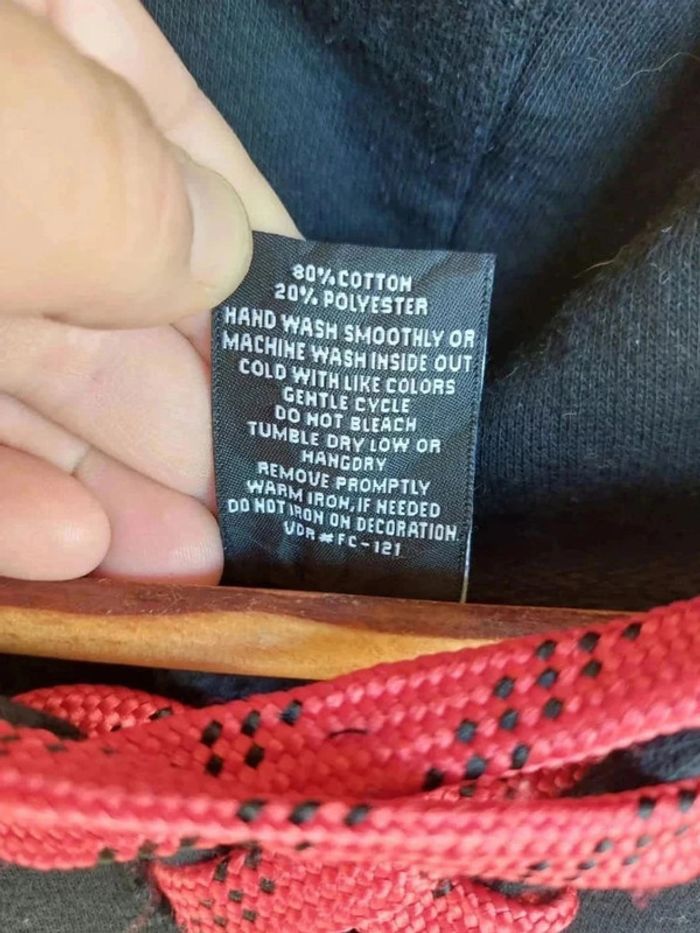 80% COTTON
20% POLYESTER
HAND WASH SMOOTHLY OR
MACHINE WASH INSIDE OUT
COLD WITH LIKE COLORS
GENTLE CYCLE
DO NOT BLEACH
TUMBLE DRY LOW OR
HANGDRY
REMOVE PROMPTLY
WARM IRON, IF NEEDED
DO NOT IRON ON DECORATION
VDR # FC-121